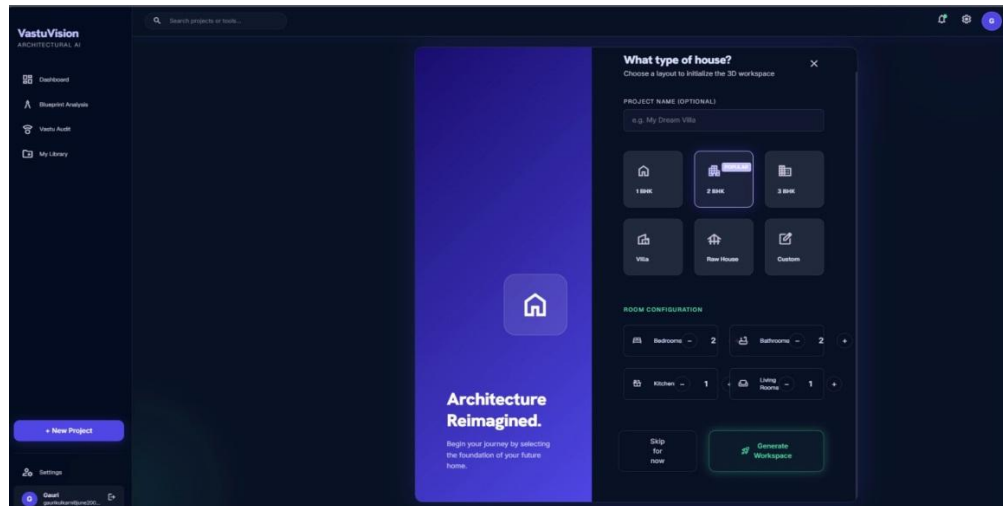 VastuVision
ARCHITECTURAL AI
Search projects or tools...
G
Dashboard
Blueprint Analysis
Vastu Audit
My Library
+ New Project
Settings
G
Gauri
Architecture
Reimagined.
Begin your journey by selecting
the foundation of your future
home.
What type of house?
Choose a layout to initialize the 3D workspace
PROJECT NAME (OPTIONAL)
e.g. My Dream Villa
1 BHK
POPULAR
2 BHK
3 BHK
Villa
Row House
Custom
ROOM CONFIGURATION
Bedrooms − 2
Bathrooms − 2 +
Kitchen − 1 +
Living
Rooms − 1 +
Skip
for
now
Generate
Workspace